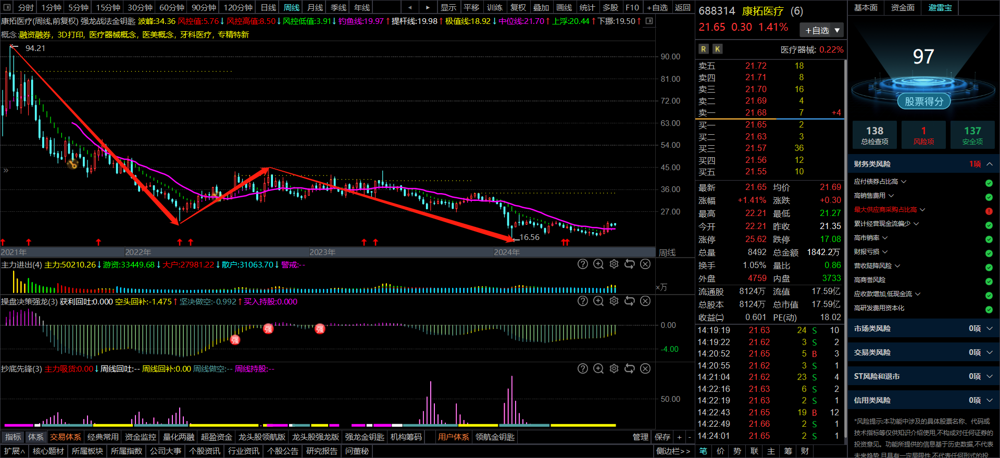 分时 1分钟 5分钟 15分钟 30分钟 60分钟 90分钟 120分钟 日线 周线 月线 季线 年线 显示 平移 训练 复权 叠加 画线 统计 多股 F10 +自选 返回
康拓医疗(周线,前复权) 强龙战法金钥匙 波峰:34.36 风控值:5.76↓ 风控高值:8.50↓ 风控低值:3.91↓ 钓鱼线:19.97↑ 提杆线:19.98↑ 极值线:18.92↓ 中位线:21.70↑ 上浮:20.44↑ 下挪:19.50↑
概念:融资融券，3D打印，医疗器械概念，医美概念，牙科医疗，专精特新
94.21
90.00
81.00
72.00
63.00
54.00
45.00
36.00
27.00
16.56
2021年 2022年 2023年 2024年 周线
主力进出(4) 主力:50210.26↓ 游资:33449.68↓ 大户:27981.22↓ 散户:31063.70↓ 警戒:--
×万
操盘决策强龙(3) 获利回吐:0.000 空头回补:-1.475↑ 坚决做空:-0.992↑ 买入持股:0.000
强 强 强
0.00
-4.00
抄底先锋(3) 主力吸货:0.00↓ 周线回吐:-- 周线回补:0.00 周线做空:-- 周线持股:--
50.00
指标 体系 交易体系 经典常用 资金监控 量化两融 超盈资金 龙头股领航版 龙头股强龙版 强龙金钥匙 机构筹码 用户体系 领航金钥匙 管理 保存 + -
扩展∧ 核心题材 所属板块 所属指数 公司大事 个股资讯 行业资讯 个股公告 研究报告 问董秘 侧边栏>>
688314 康拓医疗 (6)
21.65 0.30 1.41% +自选 ▼
R K 医疗器械: 0.22%
卖五 21.72 18
卖四 21.71 8
卖三 21.70 16
卖二 21.69 4
卖一 21.68 7 +4
买一 21.65 2
买二 21.63 3
买三 21.57 36
买四 21.56 12
买五 21.55 10
最新 21.65 均价 21.69
涨幅 +1.41% 涨跌 +0.30
最高 22.21 最低 21.27
今开 22.21 昨收 21.35
涨停 25.62 跌停 17.08
总量 8492 总金额 1842.2万
换手 1.05% 量比 0.86
外盘 4759 内盘 3733
流通股 8124万 流值 17.59亿
总股本 8124万 总市值 17.59亿
收益㈡ 0.601 PE(动) 18.02
14:19:19 21.63 24 S 10
14:19:22 21.62 3 S 2
14:20:52 21.65 5 B 3
14:20:55 21.62 3 S 1
14:21:04 21.62 23 S 4
14:22:16 21.63 6 S 2
14:22:19 21.63 2 S 1
14:22:43 21.65 19 B 12
14:22:49 21.66 2 S 1
14:24:01 21.65 2 S 1
笔 价 势 联 主 筹 财
基本面 资金面 避雷宝
97
股票得分
138 1 137
总检查项 风险项 安全项
财务类风险 1项
应付债券占比高
高销售费用
最大供应商采购占比高
累计经营现金流偏少
高市销率
财报亏损
营收陡降风险
高商誉风险
应收款增加,低现金流
高研发费用资本化
市场类风险 0项
交易类风险 0项
ST风险和退市 0项
信用类风险 0项
*风险提示:本功能中涉及的具体股票名称、代码或
技术指标等仅供知识介绍使用,不构成对任何证券的
投资意见。功能所提供的信息基于历史数据,不代表
未来趋势,且具有一定局限性,不代表任何形式的投